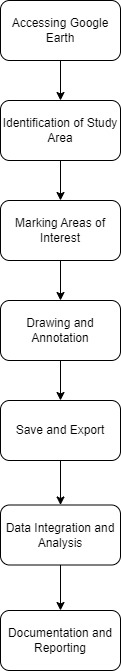 Accessing Google
Earth
Identification of Study
Area
Marking Areas of
Interest
Drawing and
Annotation
Save and Export
Data Integration and
Analysis
Documentation and
Reporting